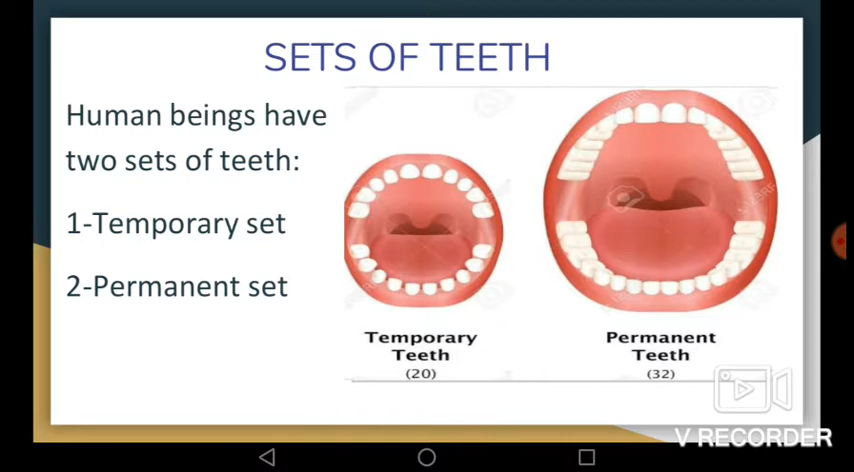 SETS OF TEETH
Human beings have
two sets of teeth:
1-Temporary set
2-Permanent set
Temporary
Teeth
(20)
Permanent
Teeth
(32)
V RECORDER